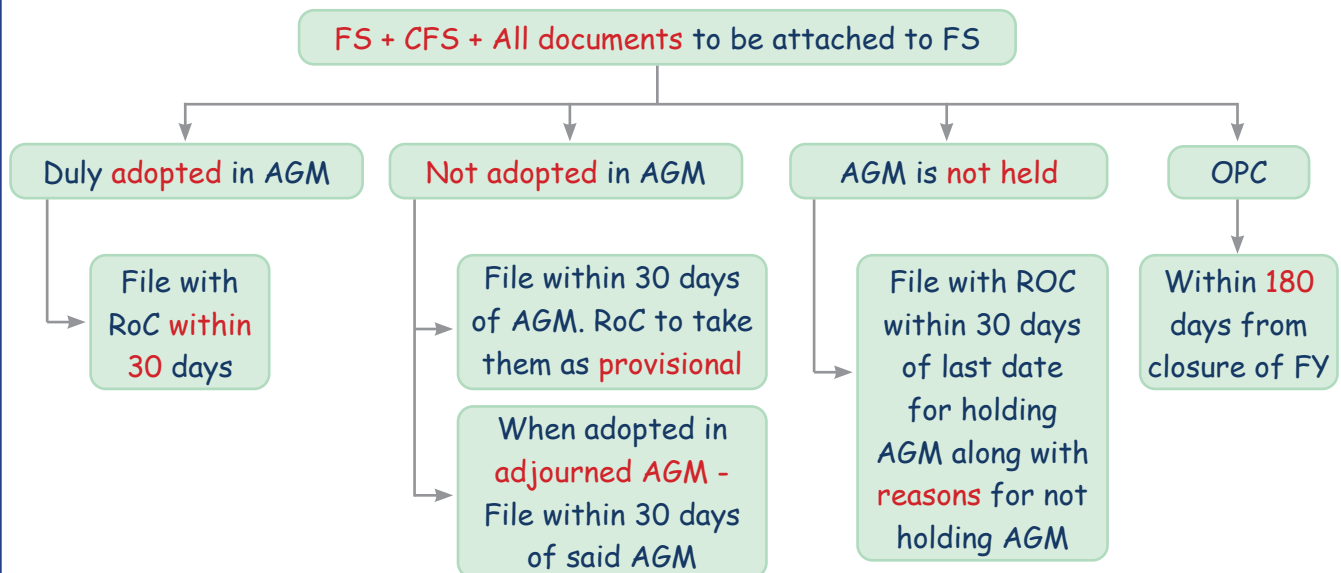 FS + CFS + All documents to be attached to FS
Duly adopted in AGM
Not adopted in AGM
AGM is not held
OPC
File with
RoC within
30 days
File within 30 days
of AGM. RoC to take
them as provisional
When adopted in
adjourned AGM -
File within 30 days
of said AGM
File with ROC
within 30 days
of last date
for holding
AGM along with
reasons for not
holding AGM
Within 180
days from
closure of FY